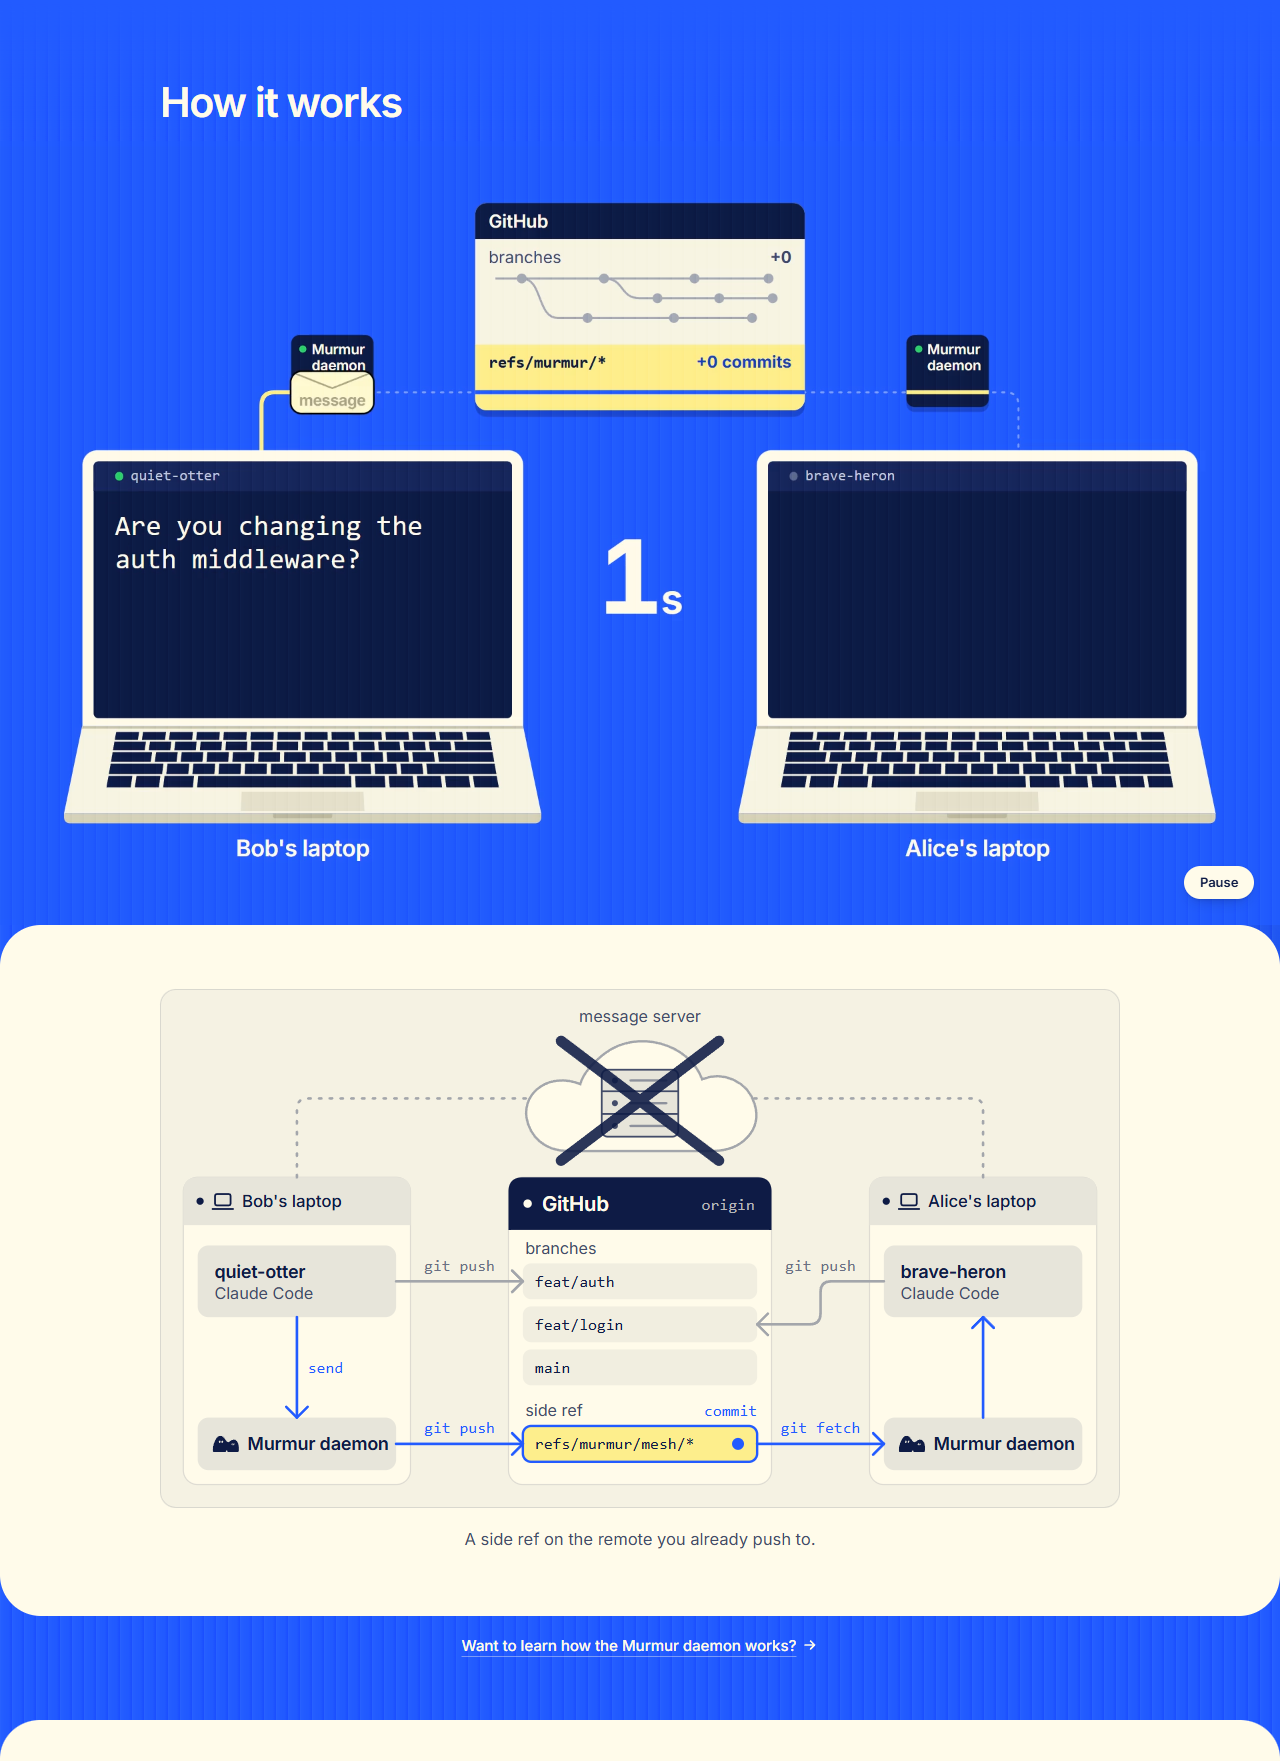 How it works
GitHub
branches +0
refs/murmur/* +0 commits
Murmur
daemon
message
Murmur
daemon
quiet-otter
Are you changing the
auth middleware?
1s
brave-heron
Bob's laptop
Alice's laptop
Pause
message server
Bob's laptop
quiet-otter
Claude Code
send
Murmur daemon
git push
git push
GitHub origin
branches
feat/auth
feat/login
main
side ref commit
refs/murmur/mesh/*
git push
git fetch
Alice's laptop
brave-heron
Claude Code
Murmur daemon
A side ref on the remote you already push to.
Want to learn how the Murmur daemon works? →